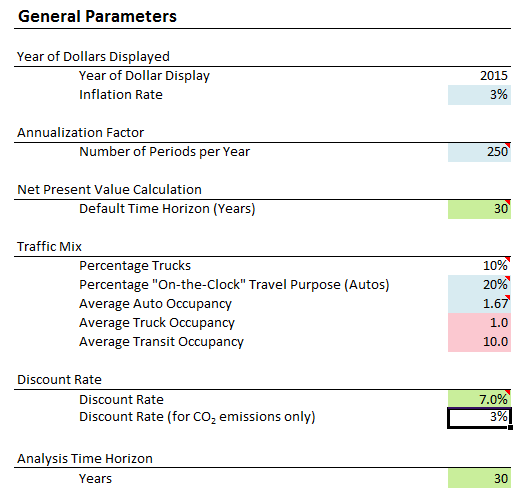 General Parameters
Year of Dollars Displayed
Year of Dollar Display 2015
Inflation Rate 3%
Annualization Factor
Number of Periods per Year 250
Net Present Value Calculation
Default Time Horizon (Years) 30
Traffic Mix
Percentage Trucks 10%
Percentage "On-the-Clock" Travel Purpose (Autos) 20%
Average Auto Occupancy 1.67
Average Truck Occupancy 1.0
Average Transit Occupancy 10.0
Discount Rate
Discount Rate 7.0%
Discount Rate (for CO₂ emissions only) 3%
Analysis Time Horizon
Years 30